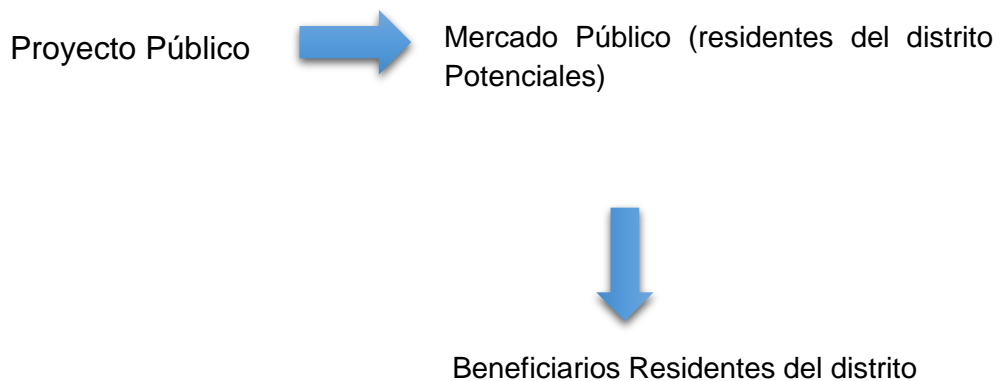 Proyecto Público
Mercado Público (residentes del distrito
Potenciales)
Beneficiarios Residentes del distrito